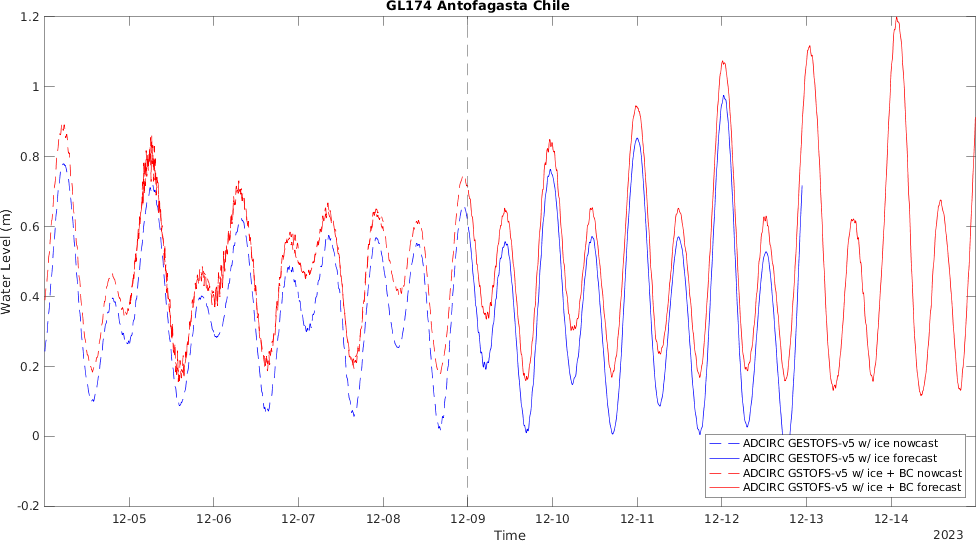 GL174 Antofagasta Chile
1.2
1
0.8
0.6
0.4
0.2
0
-0.2
Water Level (m)
ADCIRC GESTOFS-v5 w/ ice nowcast
ADCIRC GESTOFS-v5 w/ ice forecast
ADCIRC GSTOFS-v5 w/ ice + BC nowcast
ADCIRC GSTOFS-v5 w/ ice + BC forecast
12-05 12-06 12-07 12-08 12-09 12-10 12-11 12-12 12-13 12-14
Time
2023